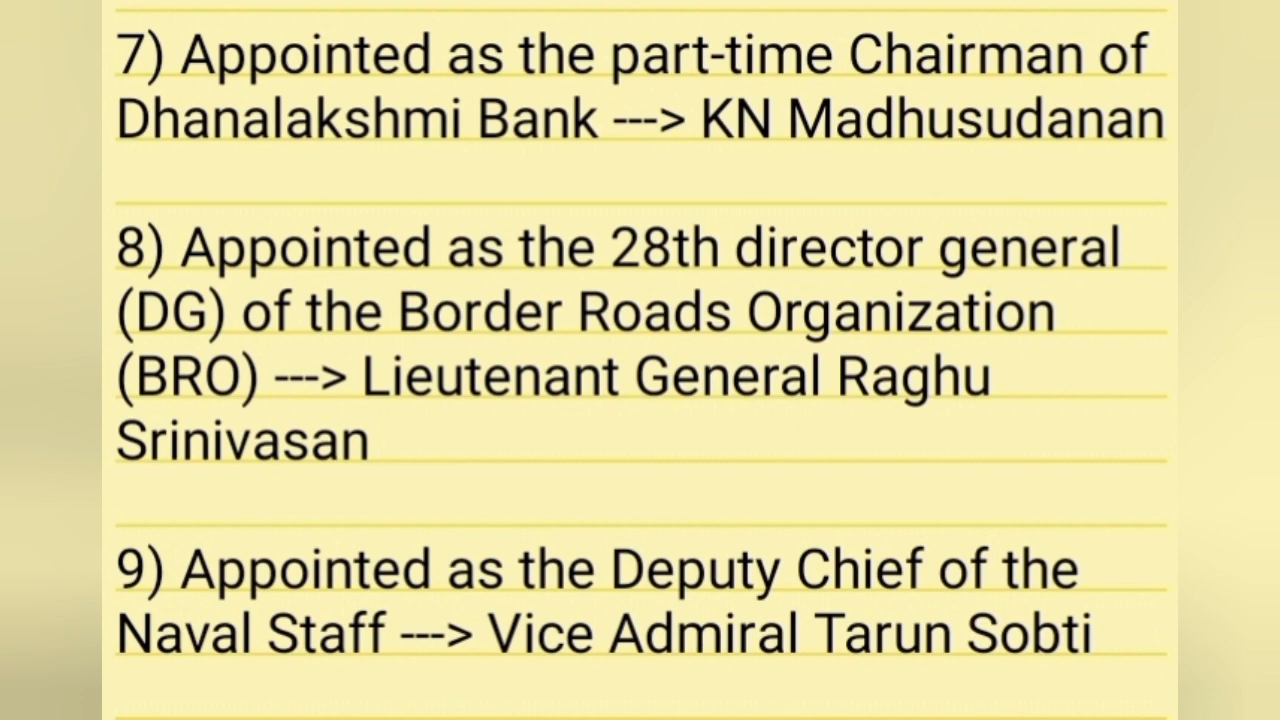 7) Appointed as the part-time Chairman of
Dhanalakshmi Bank ---> KN Madhusudanan
8) Appointed as the 28th director general
(DG) of the Border Roads Organization
(BRO) ---> Lieutenant General Raghu
Srinivasan
9) Appointed as the Deputy Chief of the
Naval Staff ---> Vice Admiral Tarun Sobti